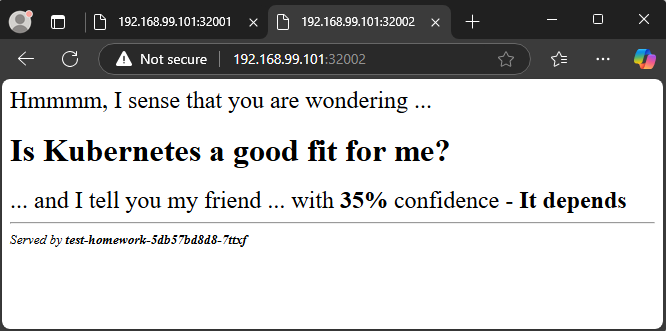 192.168.99.101:32001
192.168.99.101:32002
Not secure
192.168.99.101:32002
Hmmmm, I sense that you are wondering ...
Is Kubernetes a good fit for me?
... and I tell you my friend ... with 35% confidence - It depends
Served by test-homework-5db57bd8d8-7ttxf